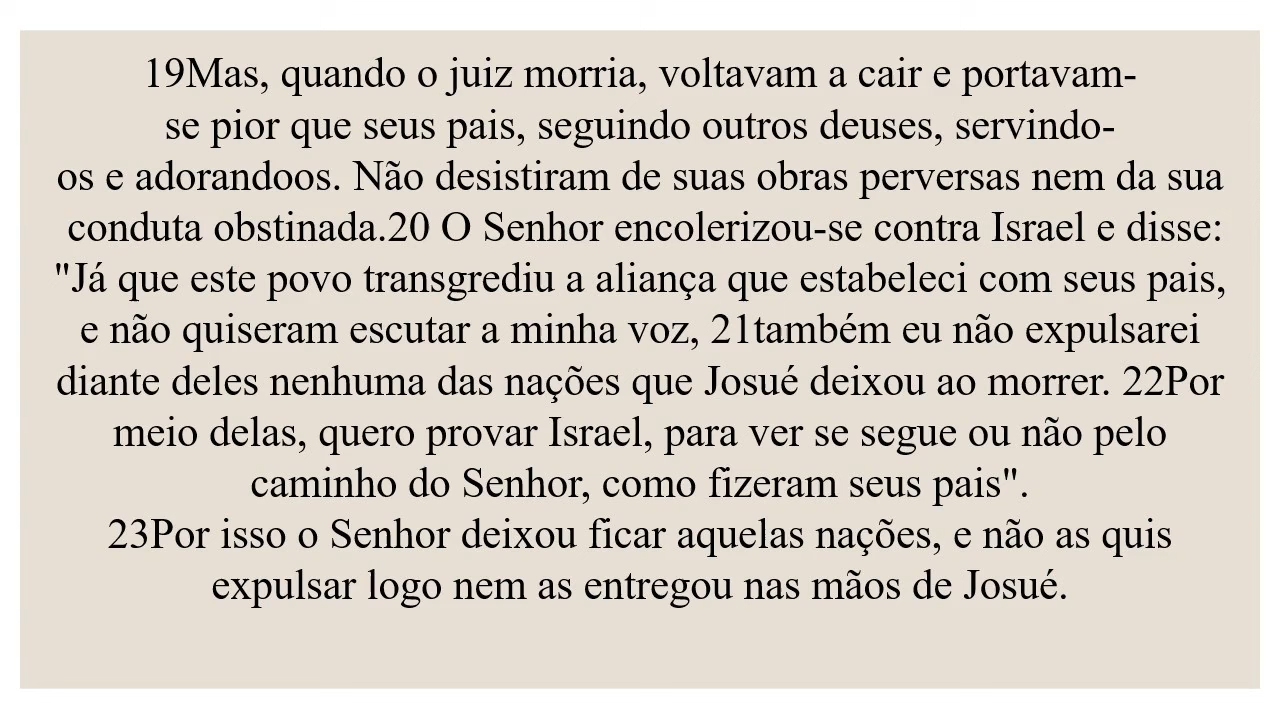 19Mas, quando o juiz morria, voltavam a cair e portavam-
se pior que seus pais, seguindo outros deuses, servindo-
os e adorandoos. Não desistiram de suas obras perversas nem da sua
conduta obstinada.20 O Senhor encolerizou-se contra Israel e disse:
"Já que este povo transgrediu a aliança que estabeleci com seus pais,
e não quiseram escutar a minha voz, 21também eu não expulsarei
diante deles nenhuma das nações que Josué deixou ao morrer. 22Por
meio delas, quero provar Israel, para ver se segue ou não pelo
caminho do Senhor, como fizeram seus pais".
23Por isso o Senhor deixou ficar aquelas nações, e não as quis
expulsar logo nem as entregou nas mãos de Josué.